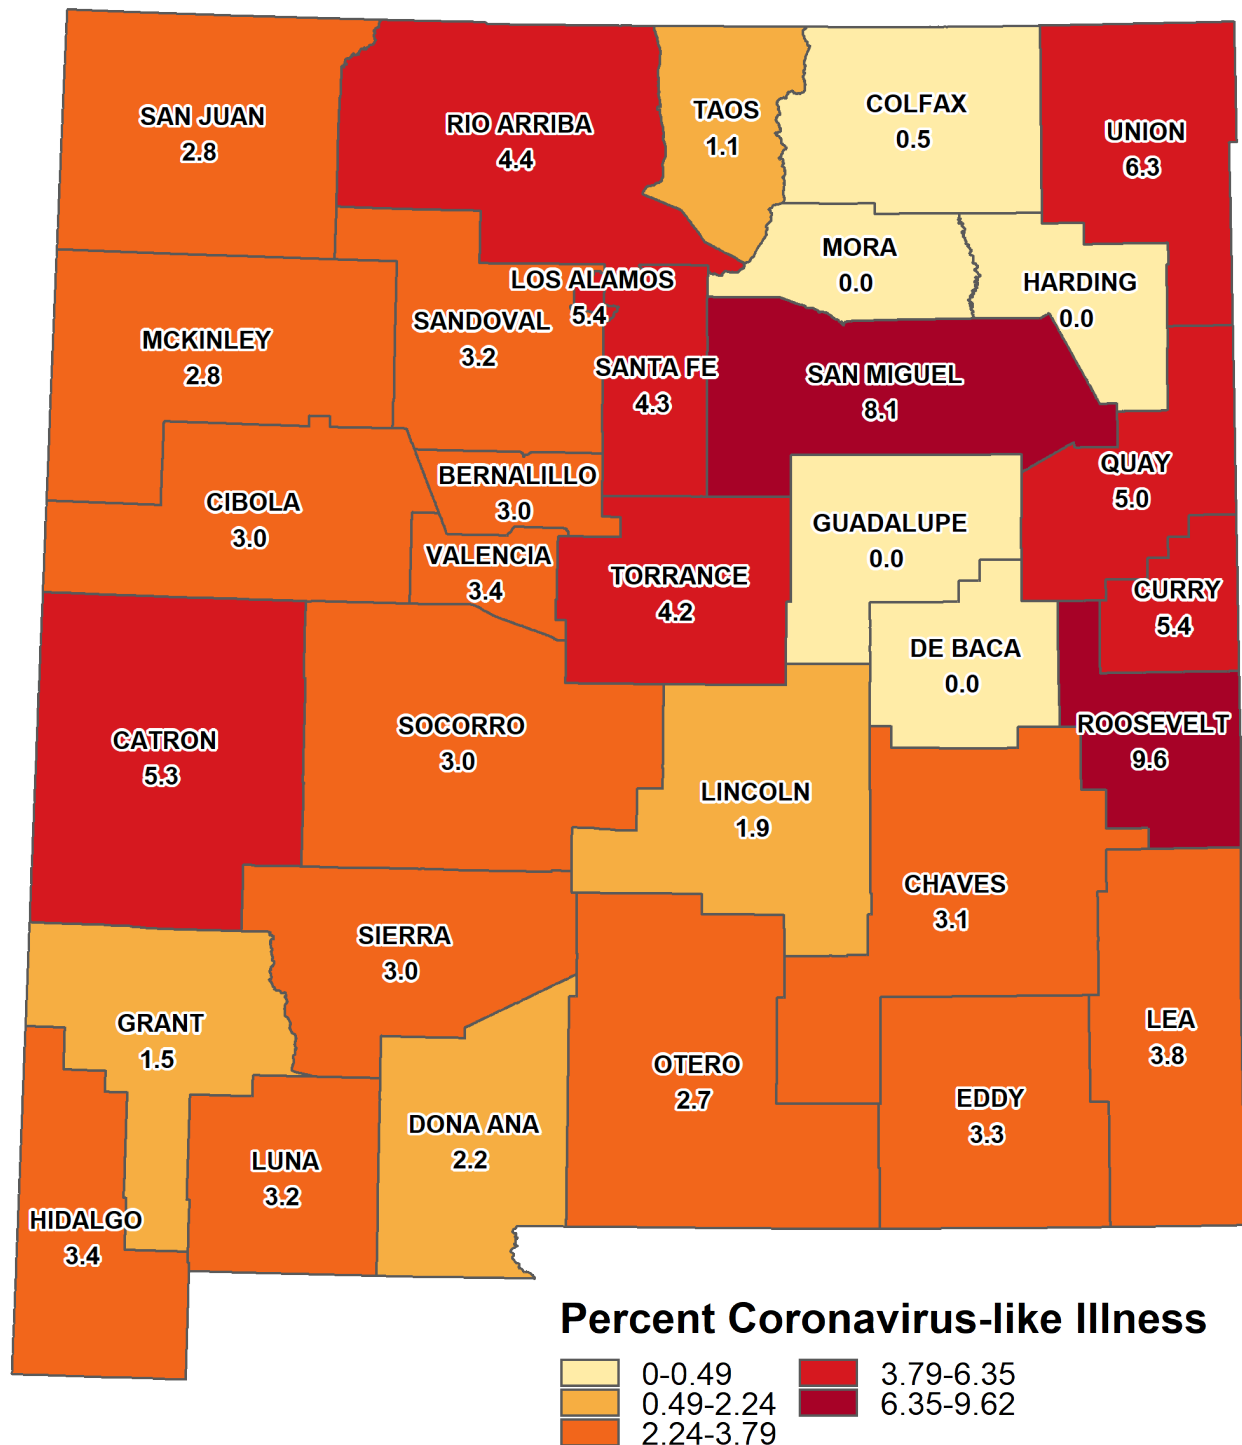 SAN JUAN
2.8
RIO ARRIBA
4.4
TAOS
1.1
COLFAX
0.5
UNION
6.3
MORA
0.0
HARDING
0.0
LOS ALAMOS
5.4
SANDOVAL
3.2
MCKINLEY
2.8
SANTA FE
4.3
SAN MIGUEL
8.1
QUAY
5.0
BERNALILLO
3.0
CIBOLA
3.0
GUADALUPE
0.0
VALENCIA
3.4
TORRANCE
4.2
CURRY
5.4
DE BACA
0.0
ROOSEVELT
9.6
CATRON
5.3
SOCORRO
3.0
LINCOLN
1.9
CHAVES
3.1
SIERRA
3.0
GRANT
1.5
LEA
3.8
OTERO
2.7
EDDY
3.3
DONA ANA
2.2
LUNA
3.2
HIDALGO
3.4
Percent Coronavirus-like Illness
0-0.49
0.49-2.24
2.24-3.79
3.79-6.35
6.35-9.62